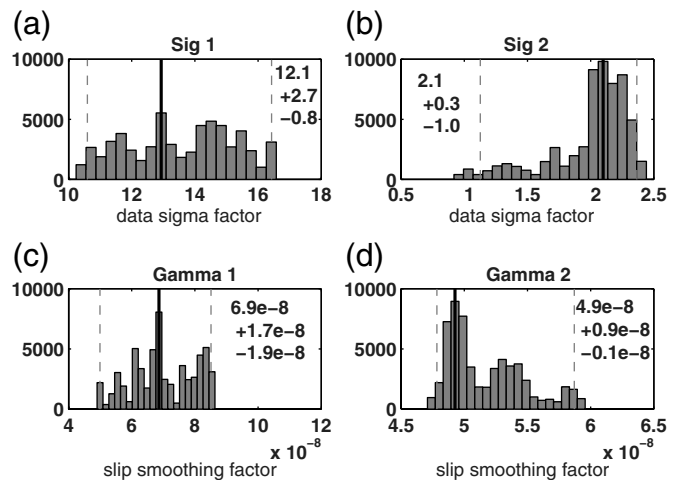 (a)
Sig 1
10000
5000
0
10
12
14
16
18
12.1
+2.7
−0.8
data sigma factor
(b)
Sig 2
10000
5000
0
0.5
1
1.5
2
2.5
2.1
+0.3
−1.0
data sigma factor
(c)
Gamma 1
10000
5000
0
4
6
8
10
12
x 10⁻⁸
6.9e−8
+1.7e−8
−1.9e−8
slip smoothing factor
(d)
Gamma 2
10000
5000
0
4.5
5
5.5
6
6.5
x 10⁻⁸
4.9e−8
+0.9e−8
−0.1e−8
slip smoothing factor